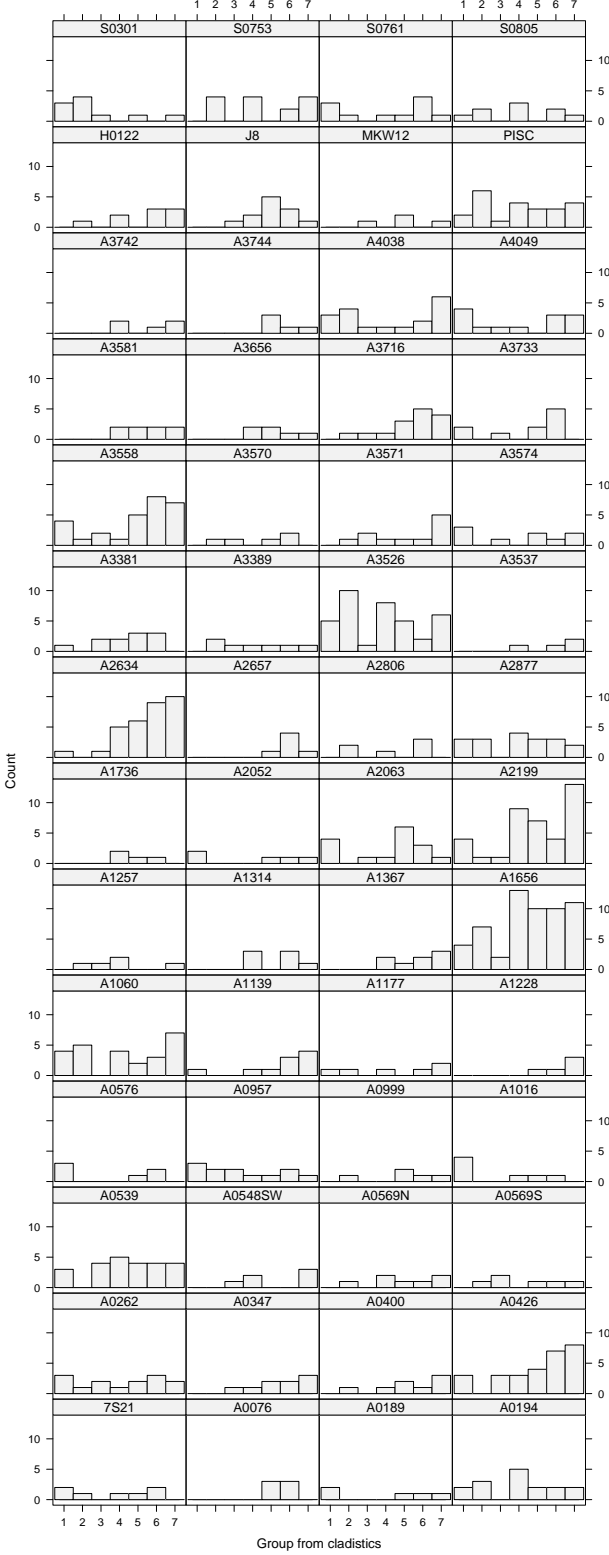 1 2 3 4 5 6 7 1 2 3 4 5 6 7
S0301 S0753 S0761 S0805
10
5
0
H0122 J8 MKW12 PISC
10
5
0
A3742 A3744 A4038 A4049
10
5
0
A3581 A3656 A3716 A3733
10
5
0
A3558 A3570 A3571 A3574
10
5
0
A3381 A3389 A3526 A3537
10
5
0
A2634 A2657 A2806 A2877
10
5
0
A1736 A2052 A2063 A2199
10
5
0
A1257 A1314 A1367 A1656
10
5
0
A1060 A1139 A1177 A1228
10
5
0
A0576 A0957 A0999 A1016
10
5
0
A0539 A0548SW A0569N A0569S
10
5
0
A0262 A0347 A0400 A0426
10
5
0
7S21 A0076 A0189 A0194
10
5
0
1 2 3 4 5 6 7 1 2 3 4 5 6 7
Count
Group from cladistics